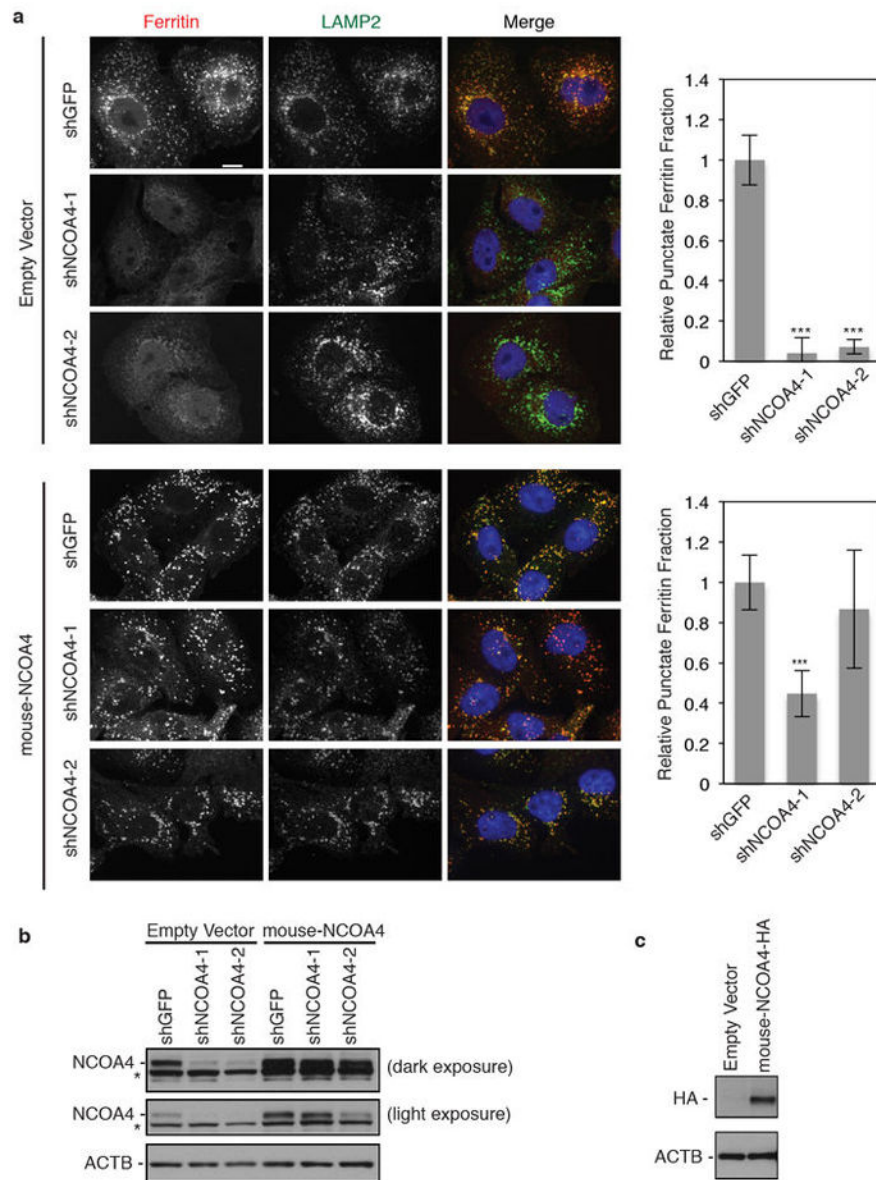 a
Ferritin LAMP2 Merge
Empty Vector
shGFP
shNCOA4-1
shNCOA4-2
Relative Punctate Ferritin Fraction
1.4
1.2
1
0.8
0.6
0.4
0.2
0
*** ***
shGFP shNCOA4-1 shNCOA4-2
mouse-NCOA4
shGFP
shNCOA4-1
shNCOA4-2
Relative Punctate Ferritin Fraction
1.4
1.2
1
0.8
0.6
0.4
0.2
0
***
shGFP shNCOA4-1 shNCOA4-2
b
Empty Vector mouse-NCOA4
shGFP shNCOA4-1 shNCOA4-2 shGFP shNCOA4-1 shNCOA4-2
NCOA4 - (dark exposure)
*
NCOA4 - (light exposure)
*
ACTB -
c
Empty Vector mouse-NCOA4-HA
HA -
ACTB -